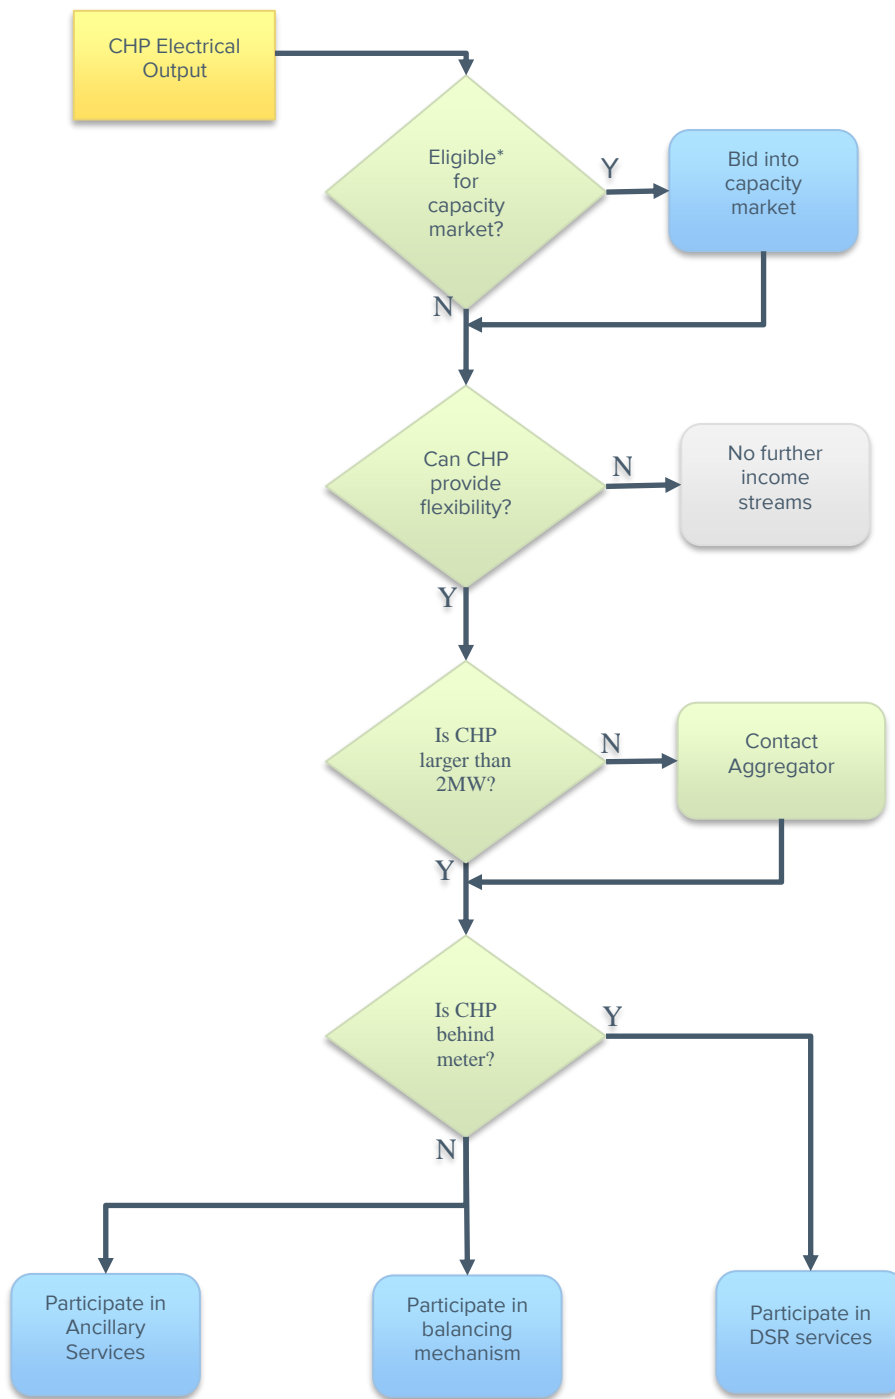 CHP Electrical
Output
Eligible*
for
capacity
market?
Y
Bid into
capacity
market
N
Can CHP
provide
flexibility?
N
No further
income
streams
Y
Is CHP
larger than
2MW?
N
Contact
Aggregator
Y
Is CHP
behind
meter?
Y
N
Participate in
Ancillary
Services
Participate in
balancing
mechanism
Participate in
DSR services